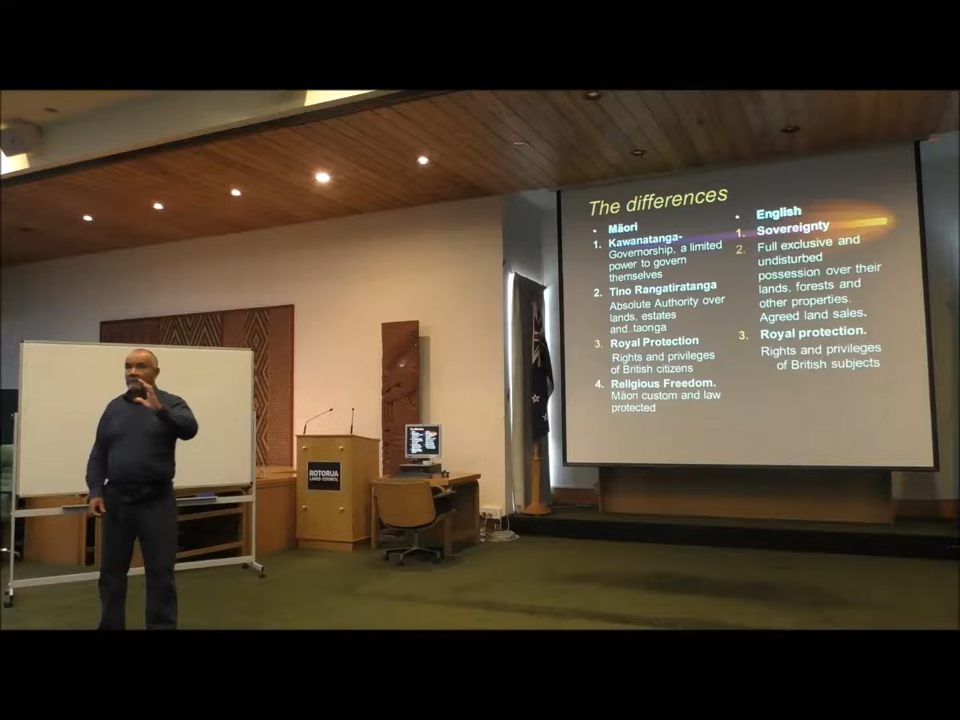 The differences
• Māori
1. Kawanatanga-
Governorship, a limited
power to govern
themselves
2. Tino Rangatiratanga
Absolute Authority over
lands, estates
and..taonga
3. Royal Protection
Rights and privileges
of British citizens
4. Religious Freedom.
Māori custom and law
protected
• English
1. Sovereignty
2. Full exclusive and
undisturbed
possession over their
lands, forests and
other properties.
Agreed land sales.
3. Royal protection.
Rights and privileges
of British subjects
ROTORUA
LAKES COUNCIL